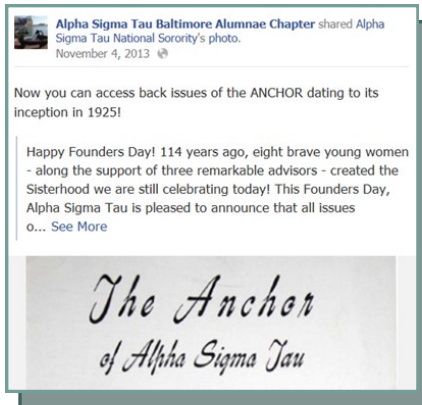 Alpha Sigma Tau Baltimore Alumnae Chapter shared Alpha
Sigma Tau National Sorority's photo.
November 4, 2013
Now you can access back issues of the ANCHOR dating to its
inception in 1925!
Happy Founders Day! 114 years ago, eight brave young women
- along the support of three remarkable advisors - created the
Sisterhood we are still celebrating today! This Founders Day,
Alpha Sigma Tau is pleased to announce that all issues
o... See More
The Anchor
of Alpha Sigma Tau